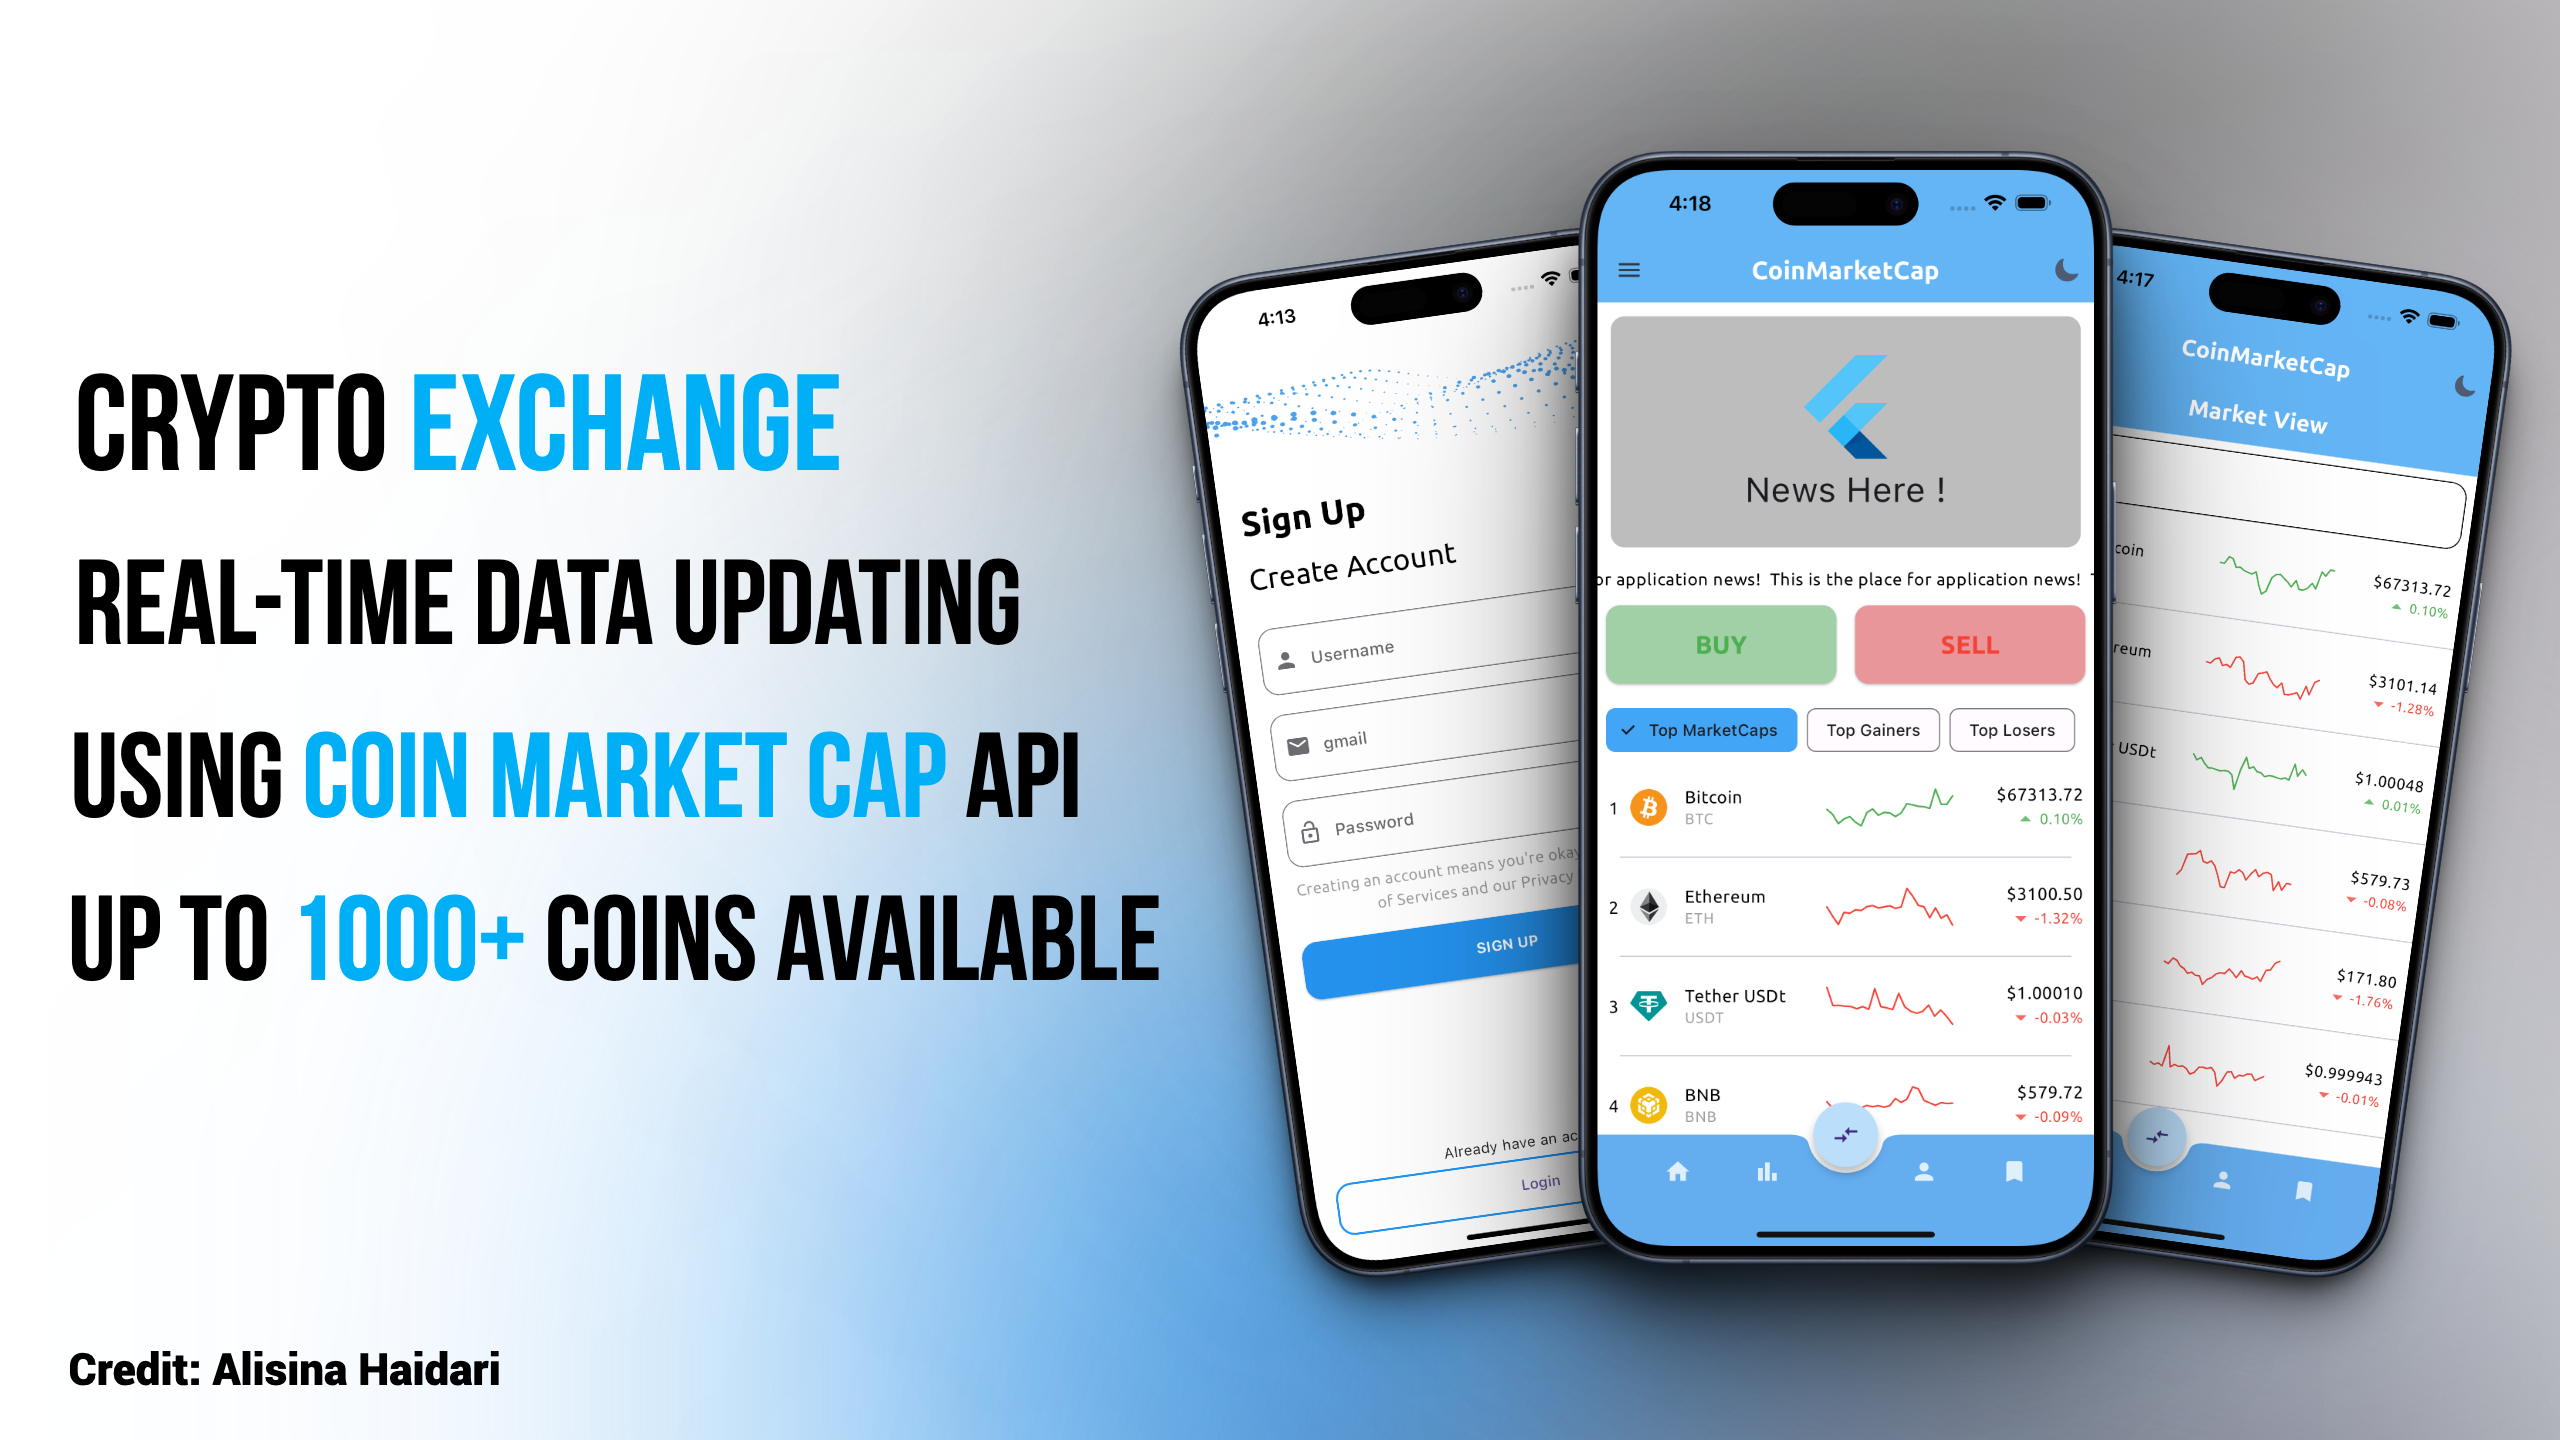 CRYPTO EXCHANGE
REAL-TIME DATA UPDATING
USING COIN MARKET CAP API
UP TO 1000+ COINS AVAILABLE
Credit: Alisina Haidari
4:13
Sign Up
Create Account
Username
gmail
Password
Creating an account means you're okay
of Services and our Privacy
SIGN UP
Already have an
Login
4:18
CoinMarketCap
News Here !
or application news! This is the place for application news!
BUY
SELL
Top MarketCaps
Top Gainers
Top Losers
1 Bitcoin $67313.72
BTC 0.10%
2 Ethereum $3100.50
ETH -1.32%
3 Tether USDt $1.00010
USDT -0.03%
4 BNB $579.72
BNB -0.09%
4:17
CoinMarketCap
Market View
coin $67313.72
0.10%
reum $3101.14
-1.28%
USDt $1.00048
0.01%
$579.73
-0.08%
$171.80
-1.76%
$0.999943
-0.01%